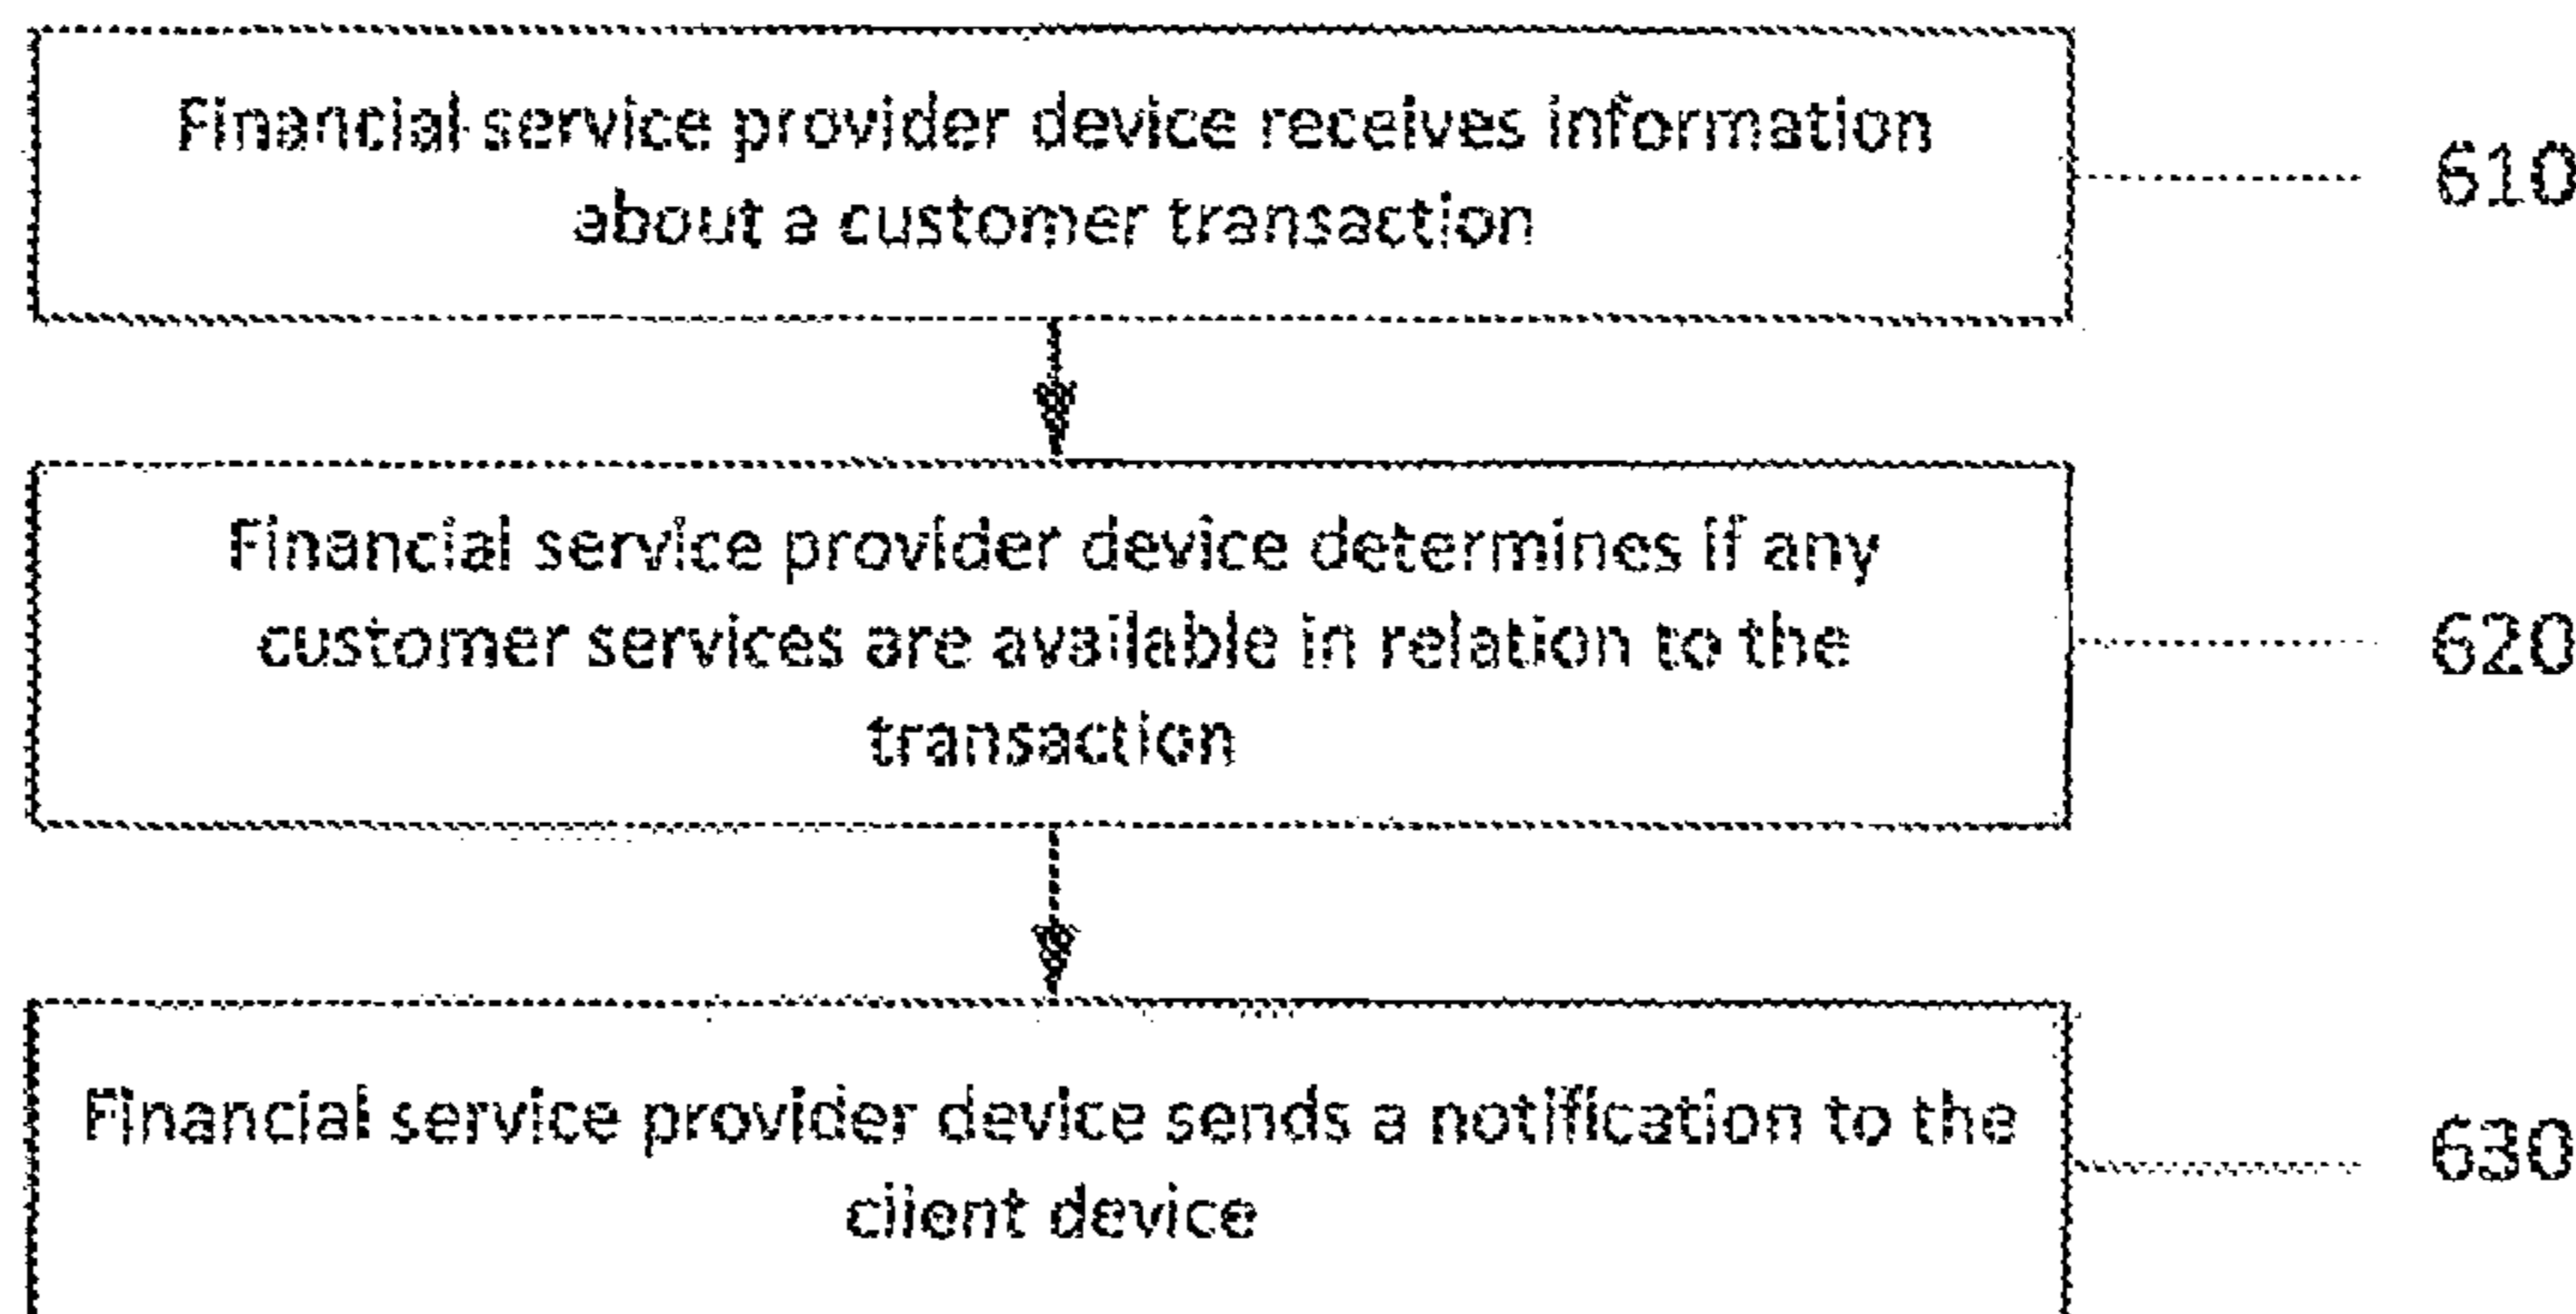 Financial service provider device receives information
about a customer transaction
610
Financial service provider device determines if any
customer services are available in relation to the
transaction
620
Financial service provider device sends a notification to the
client device
630